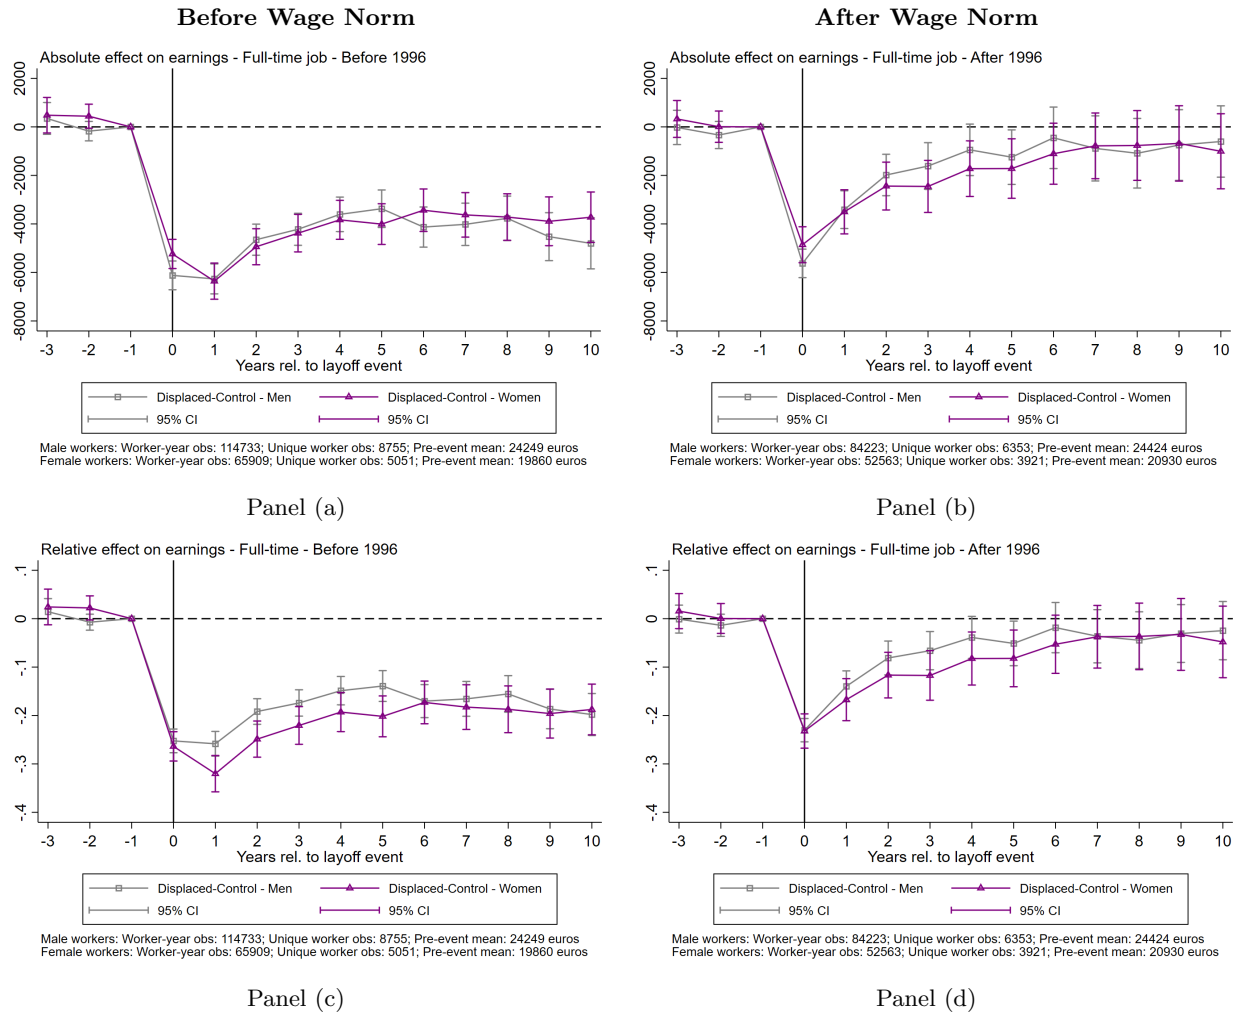 Before Wage Norm
After Wage Norm
Absolute effect on earnings - Full-time job - Before 1996
2000
0
-2000
-4000
-6000
-8000
-3 -2 -1 0 1 2 3 4 5 6 7 8 9 10
Years rel. to layoff event
Displaced-Control - Men
Displaced-Control - Women
95% CI
95% CI
Male workers: Worker-year obs: 114733; Unique worker obs: 8755; Pre-event mean: 24249 euros
Female workers: Worker-year obs: 65909; Unique worker obs: 5051; Pre-event mean: 19860 euros
Panel (a)
Absolute effect on earnings - Full-time job - After 1996
2000
0
-2000
-4000
-6000
-8000
-3 -2 -1 0 1 2 3 4 5 6 7 8 9 10
Years rel. to layoff event
Displaced-Control - Men
Displaced-Control - Women
95% CI
95% CI
Male workers: Worker-year obs: 84223; Unique worker obs: 6353; Pre-event mean: 24424 euros
Female workers: Worker-year obs: 52563; Unique worker obs: 3921; Pre-event mean: 20930 euros
Panel (b)
Relative effect on earnings - Full-time - Before 1996
.1
0
-.1
-.2
-.3
-.4
-3 -2 -1 0 1 2 3 4 5 6 7 8 9 10
Years rel. to layoff event
Displaced-Control - Men
Displaced-Control - Women
95% CI
95% CI
Male workers: Worker-year obs: 114733; Unique worker obs: 8755; Pre-event mean: 24249 euros
Female workers: Worker-year obs: 65909; Unique worker obs: 5051; Pre-event mean: 19860 euros
Panel (c)
Relative effect on earnings - Full-time job - After 1996
.1
0
-.1
-.2
-.3
-.4
-3 -2 -1 0 1 2 3 4 5 6 7 8 9 10
Years rel. to layoff event
Displaced-Control - Men
Displaced-Control - Women
95% CI
95% CI
Male workers: Worker-year obs: 84223; Unique worker obs: 6353; Pre-event mean: 24424 euros
Female workers: Worker-year obs: 52563; Unique worker obs: 3921; Pre-event mean: 20930 euros
Panel (d)